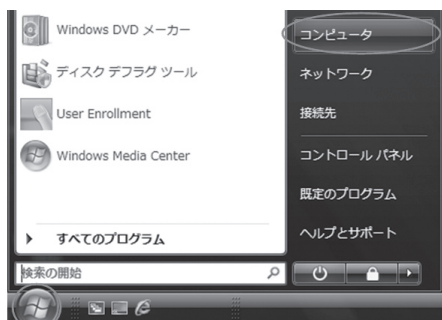 Windows DVD メーカー
ディスク デフラグ ツール
User Enrollment
Windows Media Center
すべてのプログラム
検索の開始
コンピュータ
ネットワーク
接続先
コントロール パネル
既定のプログラム
ヘルプとサポート